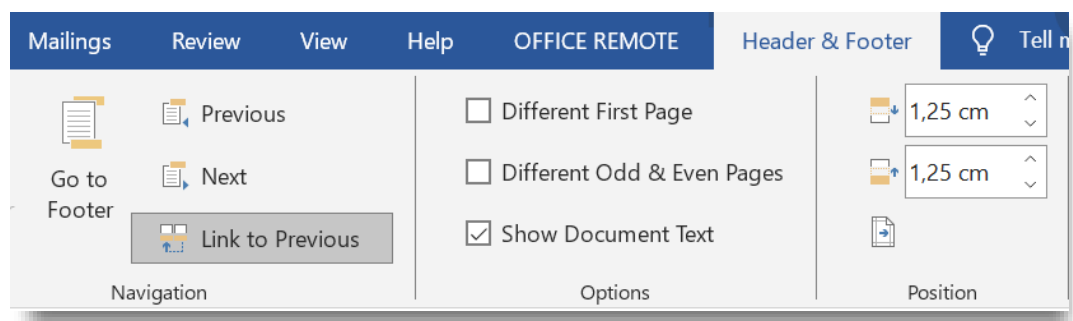 Mailings Review View Help OFFICE REMOTE Header & Footer Tell
Go to Footer
Previous
Next
Link to Previous
Navigation
Different First Page
Different Odd & Even Pages
Show Document Text
Options
1,25 cm
1,25 cm
Position